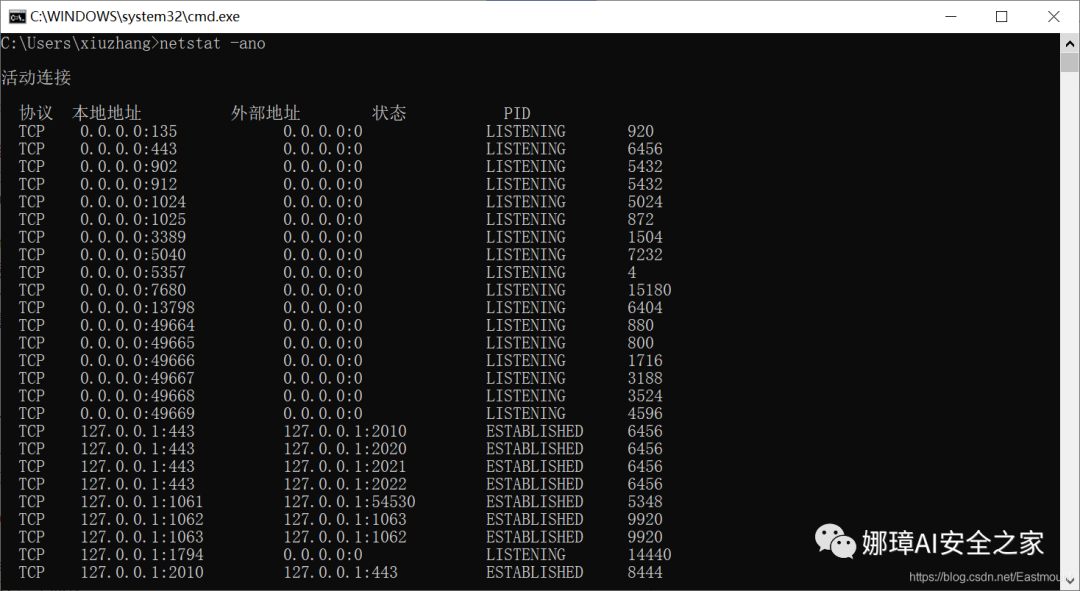 C:\WINDOWS\system32\cmd.exe
C:\Users\xiuzhang>netstat -ano
活动连接
协议 本地地址 外部地址 状态 PID
TCP 0.0.0.0:135 0.0.0.0:0 LISTENING 920
TCP 0.0.0.0:443 0.0.0.0:0 LISTENING 6456
TCP 0.0.0.0:902 0.0.0.0:0 LISTENING 5432
TCP 0.0.0.0:912 0.0.0.0:0 LISTENING 5432
TCP 0.0.0.0:1024 0.0.0.0:0 LISTENING 5024
TCP 0.0.0.0:1025 0.0.0.0:0 LISTENING 872
TCP 0.0.0.0:3389 0.0.0.0:0 LISTENING 1504
TCP 0.0.0.0:5040 0.0.0.0:0 LISTENING 7232
TCP 0.0.0.0:5357 0.0.0.0:0 LISTENING 4
TCP 0.0.0.0:7680 0.0.0.0:0 LISTENING 15180
TCP 0.0.0.0:13798 0.0.0.0:0 LISTENING 6404
TCP 0.0.0.0:49664 0.0.0.0:0 LISTENING 880
TCP 0.0.0.0:49665 0.0.0.0:0 LISTENING 800
TCP 0.0.0.0:49666 0.0.0.0:0 LISTENING 1716
TCP 0.0.0.0:49667 0.0.0.0:0 LISTENING 3188
TCP 0.0.0.0:49668 0.0.0.0:0 LISTENING 3524
TCP 0.0.0.0:49669 0.0.0.0:0 LISTENING 4596
TCP 127.0.0.1:443 127.0.0.1:2010 ESTABLISHED 6456
TCP 127.0.0.1:443 127.0.0.1:2020 ESTABLISHED 6456
TCP 127.0.0.1:443 127.0.0.1:2021 ESTABLISHED 6456
TCP 127.0.0.1:443 127.0.0.1:2022 ESTABLISHED 6456
TCP 127.0.0.1:1061 127.0.0.1:54530 ESTABLISHED 5348
TCP 127.0.0.1:1062 127.0.0.1:1063 ESTABLISHED 9920
TCP 127.0.0.1:1063 127.0.0.1:1062 ESTABLISHED 9920
TCP 127.0.0.1:1794 0.0.0.0:0 LISTENING 14440
TCP 127.0.0.1:2010 127.0.0.1:443 ESTABLISHED 8444
娜璋AI安全之家
https://blog.csdn.net/Eastmou